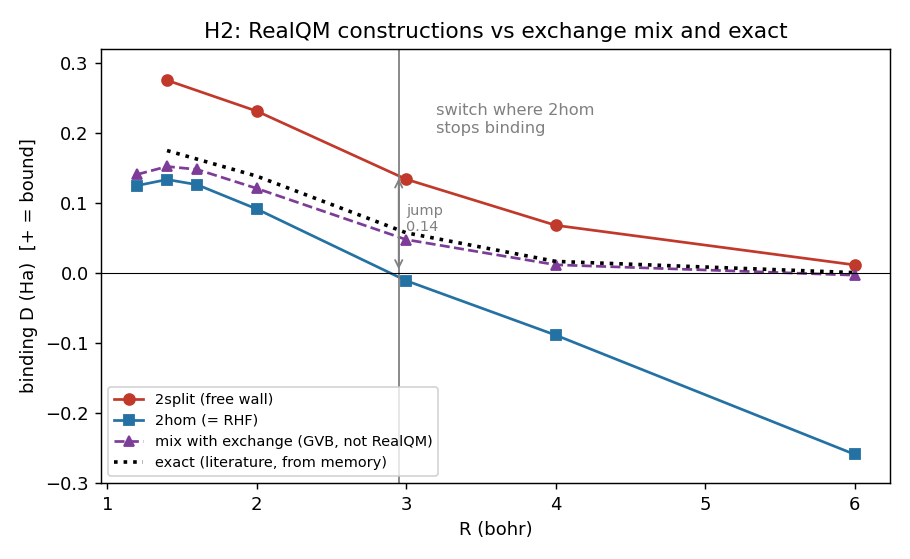 H2: RealQM constructions vs exchange mix and exact
0.3
0.2
0.1
0.0
−0.1
−0.2
−0.3
binding D (Ha)  [+ = bound]
switch where 2hom
stops binding
jump
0.14
2split (free wall)
2hom (= RHF)
mix with exchange (GVB, not RealQM)
exact (literature, from memory)
1
2
3
4
5
6
R (bohr)